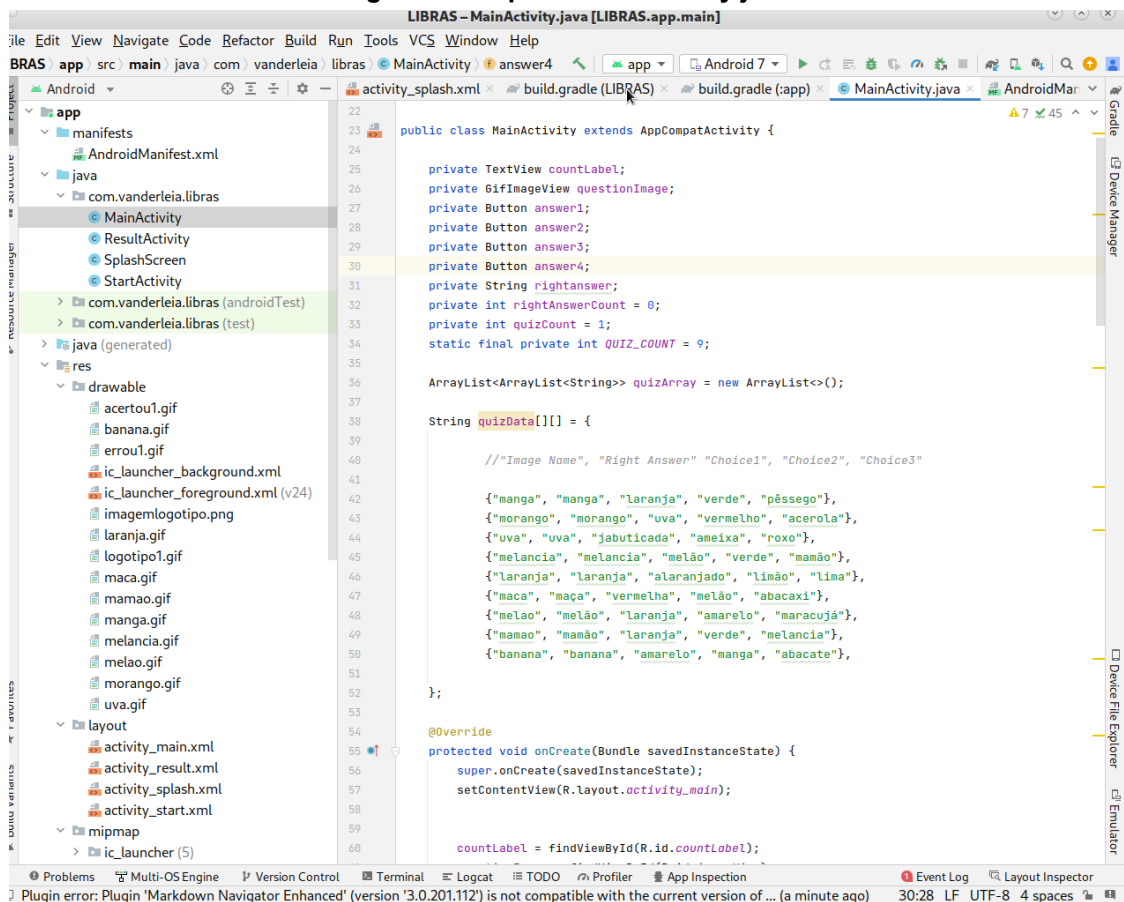 LIBRAS – MainActivity.java [LIBRAS.app.main]
ile Edit View Navigate Code Refactor Build Run Tools VCS Window Help
BRAS app src main java com vanderleia libras MainActivity answer4 app Android 7
Android activity_splash.xml build.gradle (LIBRAS) build.gradle (:app) MainActivity.java AndroidMan
app
manifests
AndroidManifest.xml
java
com.vanderleia.libras
MainActivity
ResultActivity
SplashScreen
StartActivity
com.vanderleia.libras (androidTest)
com.vanderleia.libras (test)
java (generated)
res
drawable
acertou1.gif
banana.gif
errou1.gif
ic_launcher_background.xml
ic_launcher_foreground.xml (v24)
imagemlogotipo.png
laranja.gif
logotipo1.gif
maca.gif
mamao.gif
manga.gif
melancia.gif
melao.gif
morango.gif
uva.gif
layout
activity_main.xml
activity_result.xml
activity_splash.xml
activity_start.xml
mipmap
ic_launcher (5)
7 45
22
23 public class MainActivity extends AppCompatActivity {
24
25 private TextView countLabel;
26 private GifImageView questionImage;
27 private Button answer1;
28 private Button answer2;
29 private Button answer3;
30 private Button answer4;
31 private String rightanswer;
32 private int rightAnswerCount = 0;
33 private int quizCount = 1;
34 static final private int QUIZ_COUNT = 9;
35
36 ArrayList<ArrayList<String>> quizArray = new ArrayList<>();
37
38 String quizData[][] = {
39
40 //"Image Name", "Right Answer" "Choice1", "Choice2", "Choice3"
41
42 {"manga", "manga", "laranja", "verde", "pêssego"},
43 {"morango", "morango", "uva", "vermelho", "acerola"},
44 {"uva", "uva", "jabuticada", "ameixa", "roxo"},
45 {"melancia", "melancia", "melão", "verde", "mamão"},
46 {"laranja", "laranja", "alaranjado", "limão", "lima"},
47 {"maca", "maça", "vermelha", "melão", "abacaxi"},
48 {"melao", "melão", "laranja", "amarelo", "maracujá"},
49 {"mamao", "mamão", "laranja", "verde", "melancia"},
50 {"banana", "banana", "amarelo", "manga", "abacate"},
51
52 };
53
54 @Override
55 protected void onCreate(Bundle savedInstanceState) {
56 super.onCreate(savedInstanceState);
57 setContentView(R.layout.activity_main);
58
59
60 countLabel = findViewById(R.id.countLabel);
Gradle
Device Manager
Device File Explorer
Emulator
Resource Manager
Problems Multi-OS Engine Version Control Terminal Logcat TODO Profiler App Inspection Event Log Layout Inspector
Plugin error: Plugin 'Markdown Navigator Enhanced' (version '3.0.201.112') is not compatible with the current version of ... (a minute ago) 30:28 LF UTF-8 4 spaces